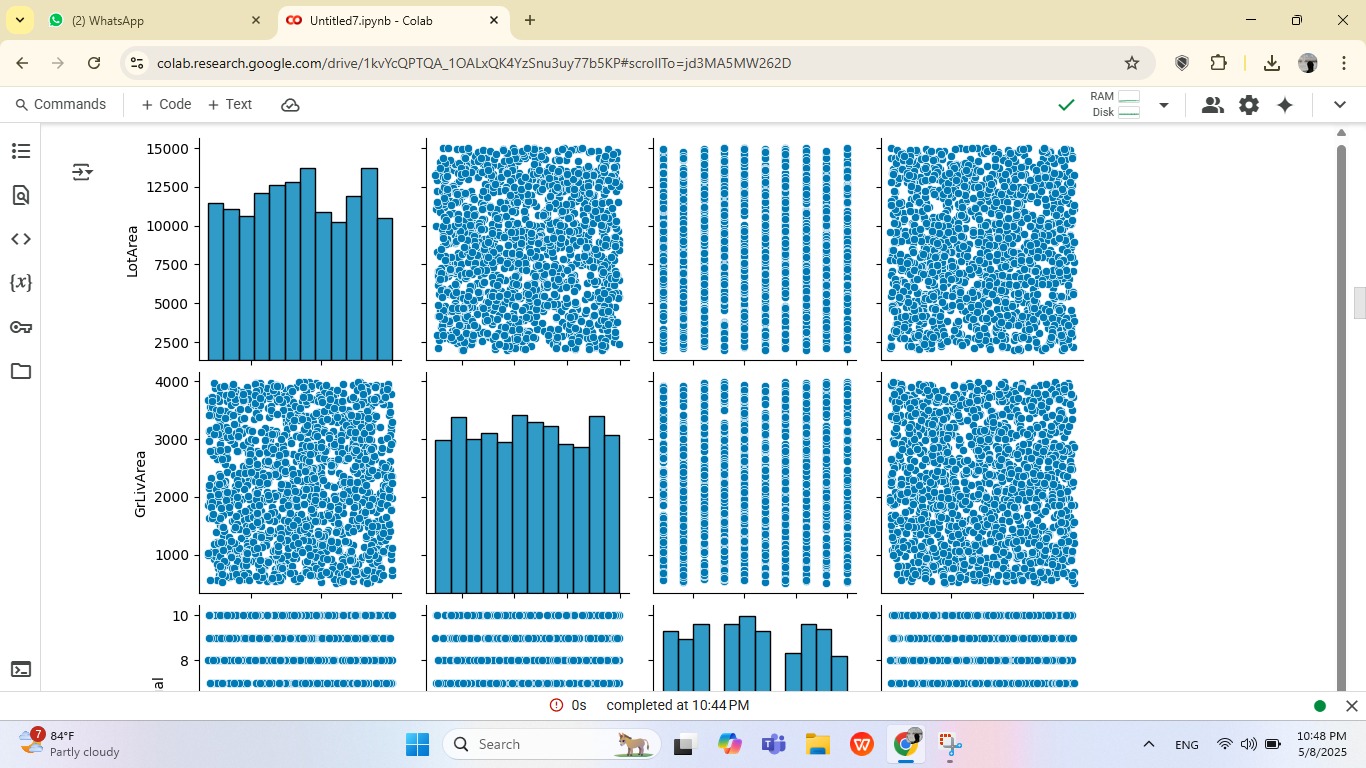 (2) WhatsApp
Untitled7.ipynb - Colab
colab.research.google.com/drive/1kvYcQPTQA_1OALxQK4YzSnu3uy77b5KP#scrollTo=jd3MA5MW262D
Commands + Code + Text
RAM
Disk
{x}
15000
12500
10000
7500
5000
2500
LotArea
4000
3000
2000
1000
GrLivArea
10
8
al
0s completed at 10:44 PM
7
84°F
Partly cloudy
Search
ENG
10:48 PM
5/8/2025